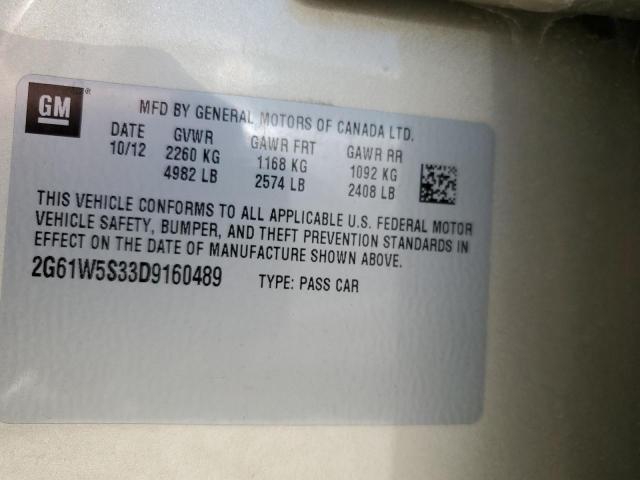 GM
MFD BY GENERAL MOTORS OF CANADA LTD.
DATE GVWR GAWR FRT GAWR RR
10/12 2260 KG 1168 KG 1092 KG
4982 LB 2574 LB 2408 LB
THIS VEHICLE CONFORMS TO ALL APPLICABLE U.S. FEDERAL MOTOR
VEHICLE SAFETY, BUMPER, AND THEFT PREVENTION STANDARDS IN
EFFECT ON THE DATE OF MANUFACTURE SHOWN ABOVE.
2G61W5S33D9160489 TYPE: PASS CAR